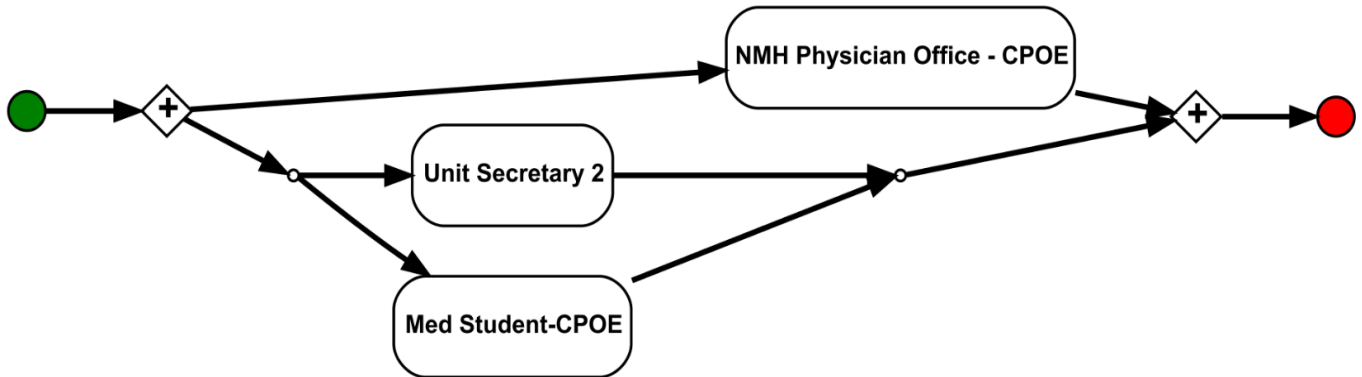 NMH Physician Office - CPOE
+
+
Unit Secretary 2
Med Student-CPOE